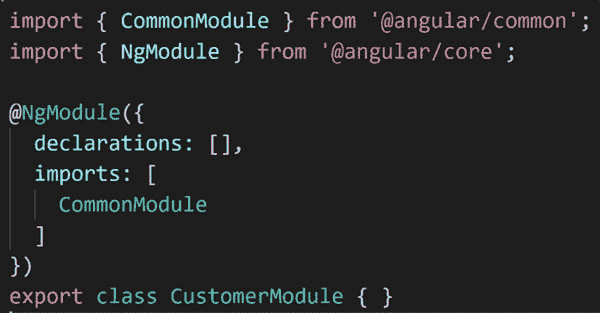 import { CommonModule } from '@angular/common';
import { NgModule } from '@angular/core';
@NgModule({
declarations: [],
imports: [
CommonModule
]
})
export class CustomerModule { }